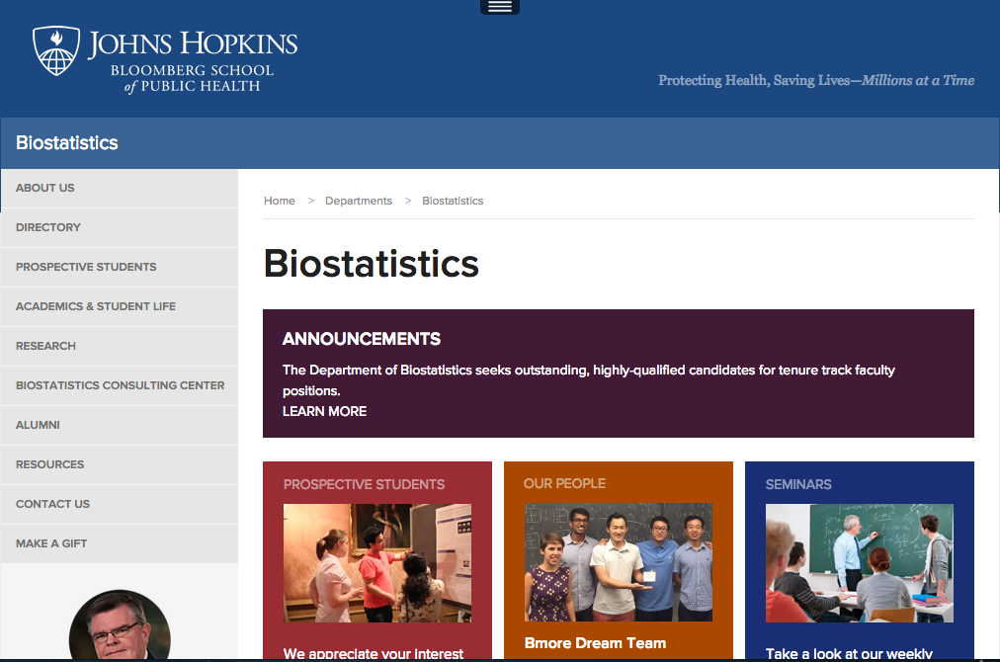 JOHNS HOPKINS
BLOOMBERG SCHOOL
of PUBLIC HEALTH
Protecting Health, Saving Lives—Millions at a Time
Biostatistics
ABOUT US
DIRECTORY
PROSPECTIVE STUDENTS
ACADEMICS & STUDENT LIFE
RESEARCH
BIOSTATISTICS CONSULTING CENTER
ALUMNI
RESOURCES
CONTACT US
MAKE A GIFT
Home > Departments > Biostatistics
Biostatistics
ANNOUNCEMENTS
The Department of Biostatistics seeks outstanding, highly-qualified candidates for tenure track faculty
positions.
LEARN MORE
PROSPECTIVE STUDENTS
We appreciate your interest
OUR PEOPLE
Bmore Dream Team
SEMINARS
Take a look at our weekly